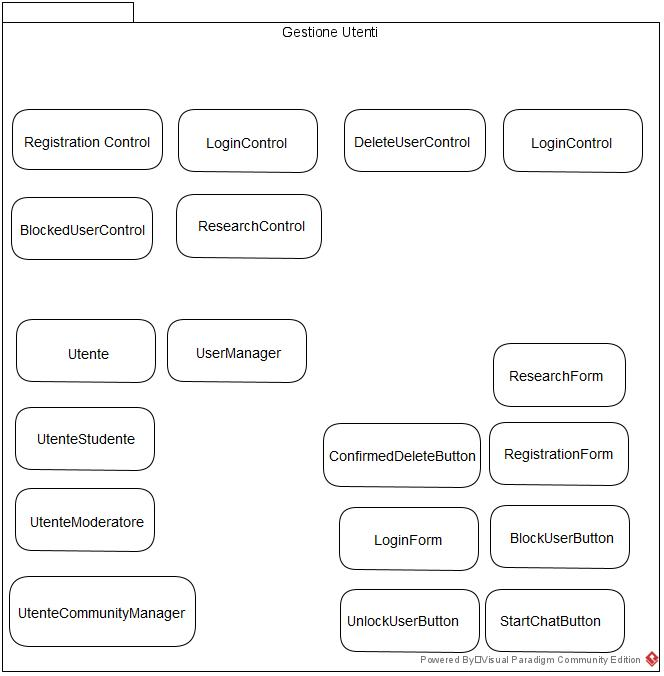 Gestione Utenti
Registration Control
LoginControl
DeleteUserControl
LoginControl
BlockedUserControl
ResearchControl
Utente
UserManager
ResearchForm
UtenteStudente
ConfirmedDeleteButton
RegistrationForm
UtenteModeratore
LoginForm
BlockUserButton
UtenteCommunityManager
UnlockUserButton
StartChatButton
Powered By□Visual Paradigm Community Edition